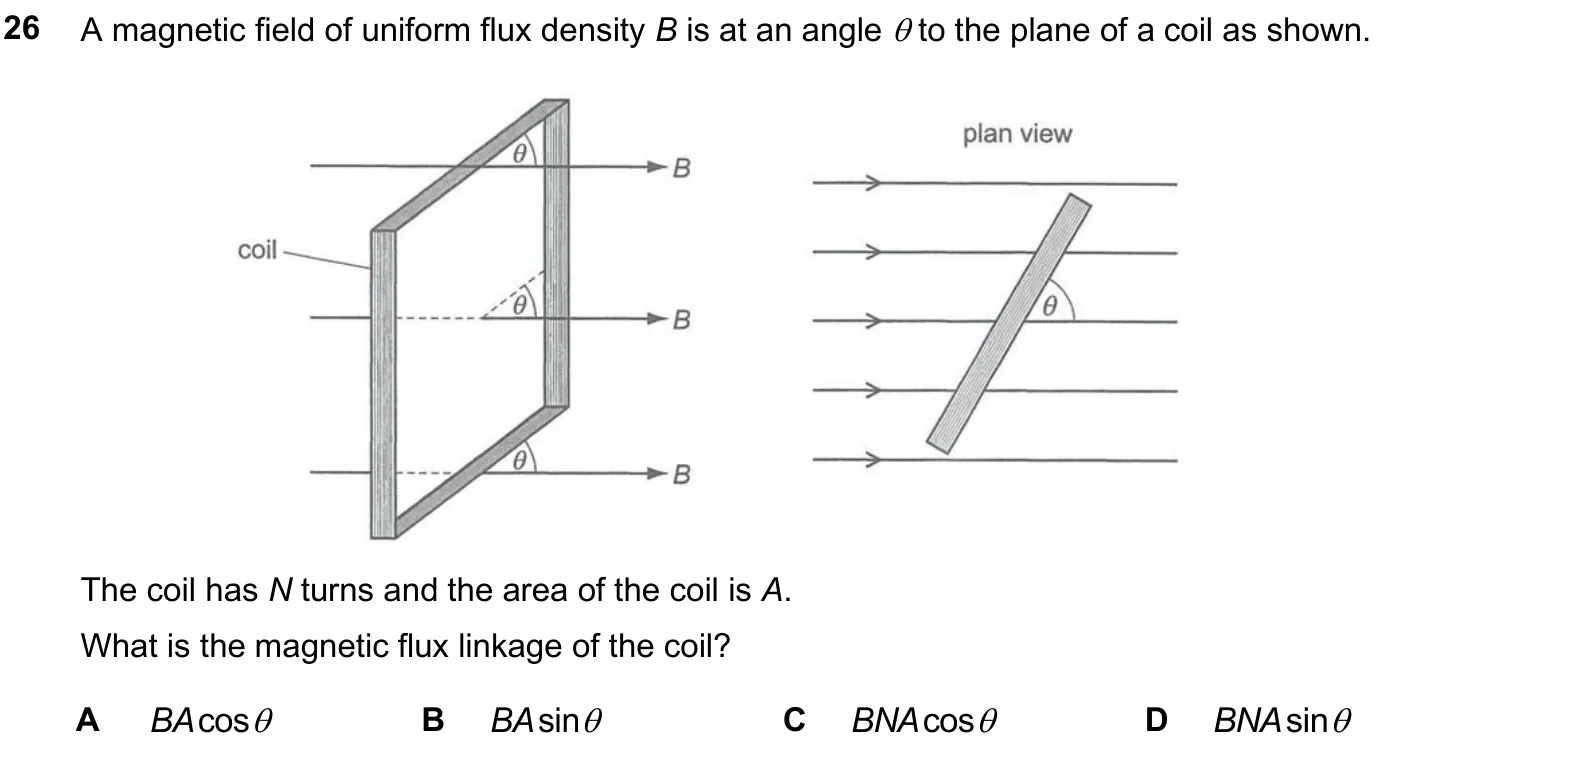 26 A magnetic field of uniform flux density B is at an angle θ to the plane of a coil as shown.
plan view
θ
B
coil
θ
B
θ
θ
B
The coil has N turns and the area of the coil is A.
What is the magnetic flux linkage of the coil?
A BA cos θ B BA sin θ C BNA cos θ D BNA sin θ